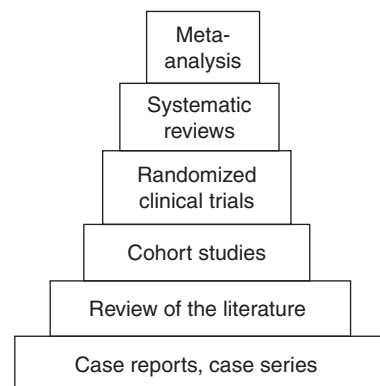 Meta-
analysis
Systematic
reviews
Randomized
clinical trials
Cohort studies
Review of the literature
Case reports, case series